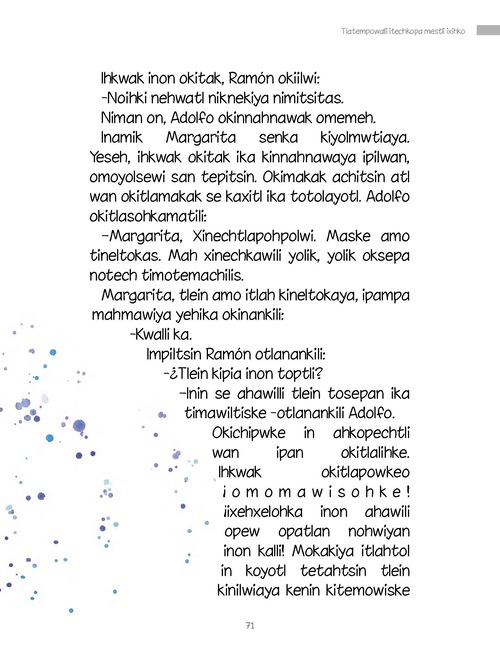 Tlatempowalli itechkopa mestli ixihko
Ihkwak inon okitak, Ramón okiilwi:
-Noihki nehwatl niknekiya nimitsitas.
Niman on, Adolfo okinnahnawak omemeh.
Inamik Margarita senka kiyolmwtiaya.
Yeseh, ihkwak okitak ika kinnahnawaya ipilwan,
omoyolsewi san tepitsin. Okimakak achitsin atl
wan okitlamakak se kaxitl ika totolayotl. Adolfo
okitlasohkamatili:
-Margarita, Xinechtlapohpolwi. Maske amo
tineltokas. Mah xinechkawili yolik, yolik oksepa
notech timotemachilis.
Margarita, tlein amo itlah kineltokaya, ipampa
mahmawiya yehika okinankili:
-Kwalli ka.
Impiltsin Ramón otlanankili:
-¿Tlein kipia inon toptli?
-Inin se ahawilli tlein tosepan ika
timawiltiske -otlanankili Adolfo.
Okichipwke in ahkopechtli
wan ipan okitlalihke.
Ihkwak okitlapowkeo
¡omomawisohke!
¡ixehxelohka inon ahawili
opew opatlan nohwiyan
inon kalli! Mokakiya itlahtol
in koyotl tetahtsin tlein
kinilwiaya kenin kitemowiske
71